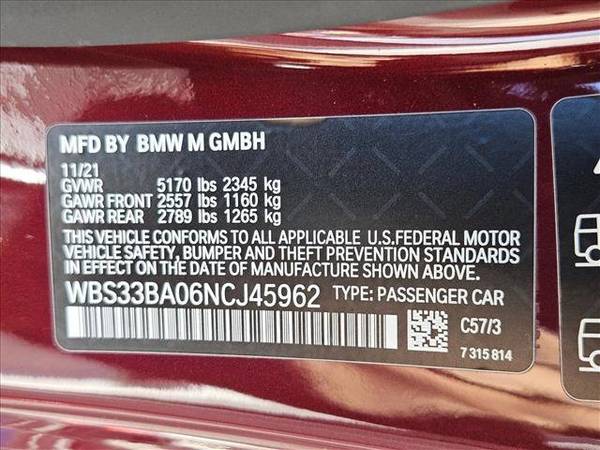 MFD BY BMW M GMBH
11/21
GVWR 5170 lbs 2345 kg
GAWR FRONT 2557 lbs 1160 kg
GAWR REAR 2789 lbs 1265 kg
THIS VEHICLE CONFORMS TO ALL APPLICABLE U.S.FEDERAL MOTOR
VEHICLE SAFETY, BUMPER AND THEFT PREVENTION STANDARDS
IN EFFECT ON THE DATE OF MANUFACTURE SHOWN ABOVE.
WBS33BA06NCJ45962 TYPE: PASSENGER CAR
C57/3
7 315 814